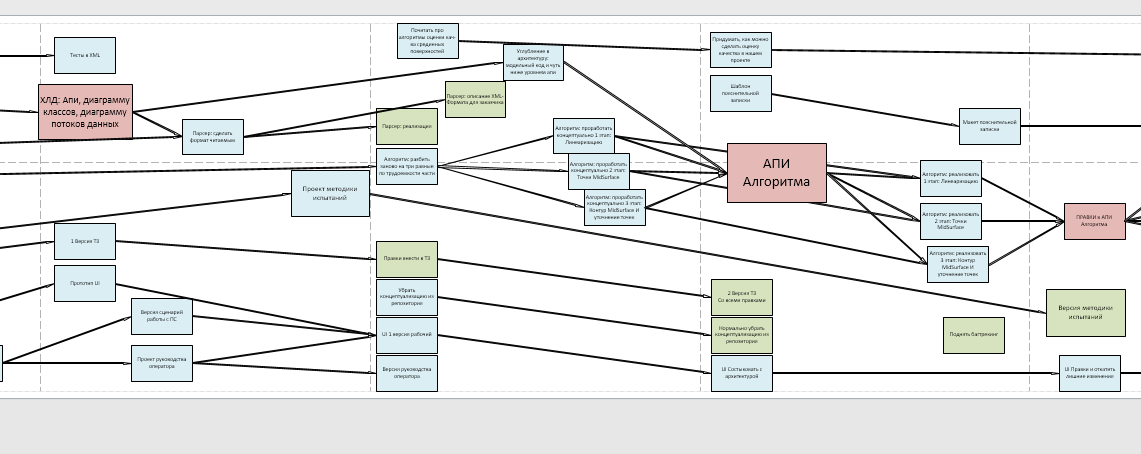 Тесты в XML
ХЛД: Апи, диаграмму
классов, диаграмму
потоков данных
Парсер: сделать
формат читаемым
Проект методики
испытаний
1 Версия ТЗ
Прототип UI
Версия сценарий
работы с ПС
Проект руководства
оператора
Почитать про
алгоритмы оценки кач-
ва срединных
поверхностей
Углубление в
архитектуру:
модельный код и чуть
ниже уровнем апи
Парсер: описание XML-
Формата для заказчика
Парсер: реализация
Алгоритм: разбить
заново на три равные
по трудоемкости части
Алгоритм: проработать
концептуально 1 этап:
Линеаризацию
Алгоритм: проработать
концептуально 2 этап:
Точки MidSurface
Алгоритм: проработать
концептуально 3 этап:
Контур MidSurface И
уточнение точек
Правки внести в ТЗ
Убрать
концептуализацию из
репозитория
UI 1 версия рабочий
Версия руководства
оператора
Придумать, как можно
сделать оценку
качества в нашем
проекте
Шаблон
пояснительной
записки
АПИ
Алгоритма
2 Версия ТЗ
Со всеми правками
Нормально убрать
концептуализацию из
репозитория
UI Состыковать с
архитектурой
Макет пояснительной
записки
Алгоритм: реализовать
1 этап: Линеаризацию
Алгоритм: реализовать
2 этап: Точки
MidSurface
Алгоритм: реализовать
3 этап: Контур
MidSurface И
уточнение точек
Поднять багтрекинг
ПРАВКИ в АПИ
Алгоритма
Версия методики
испытаний
UI Правки и откатить
лишние изменения